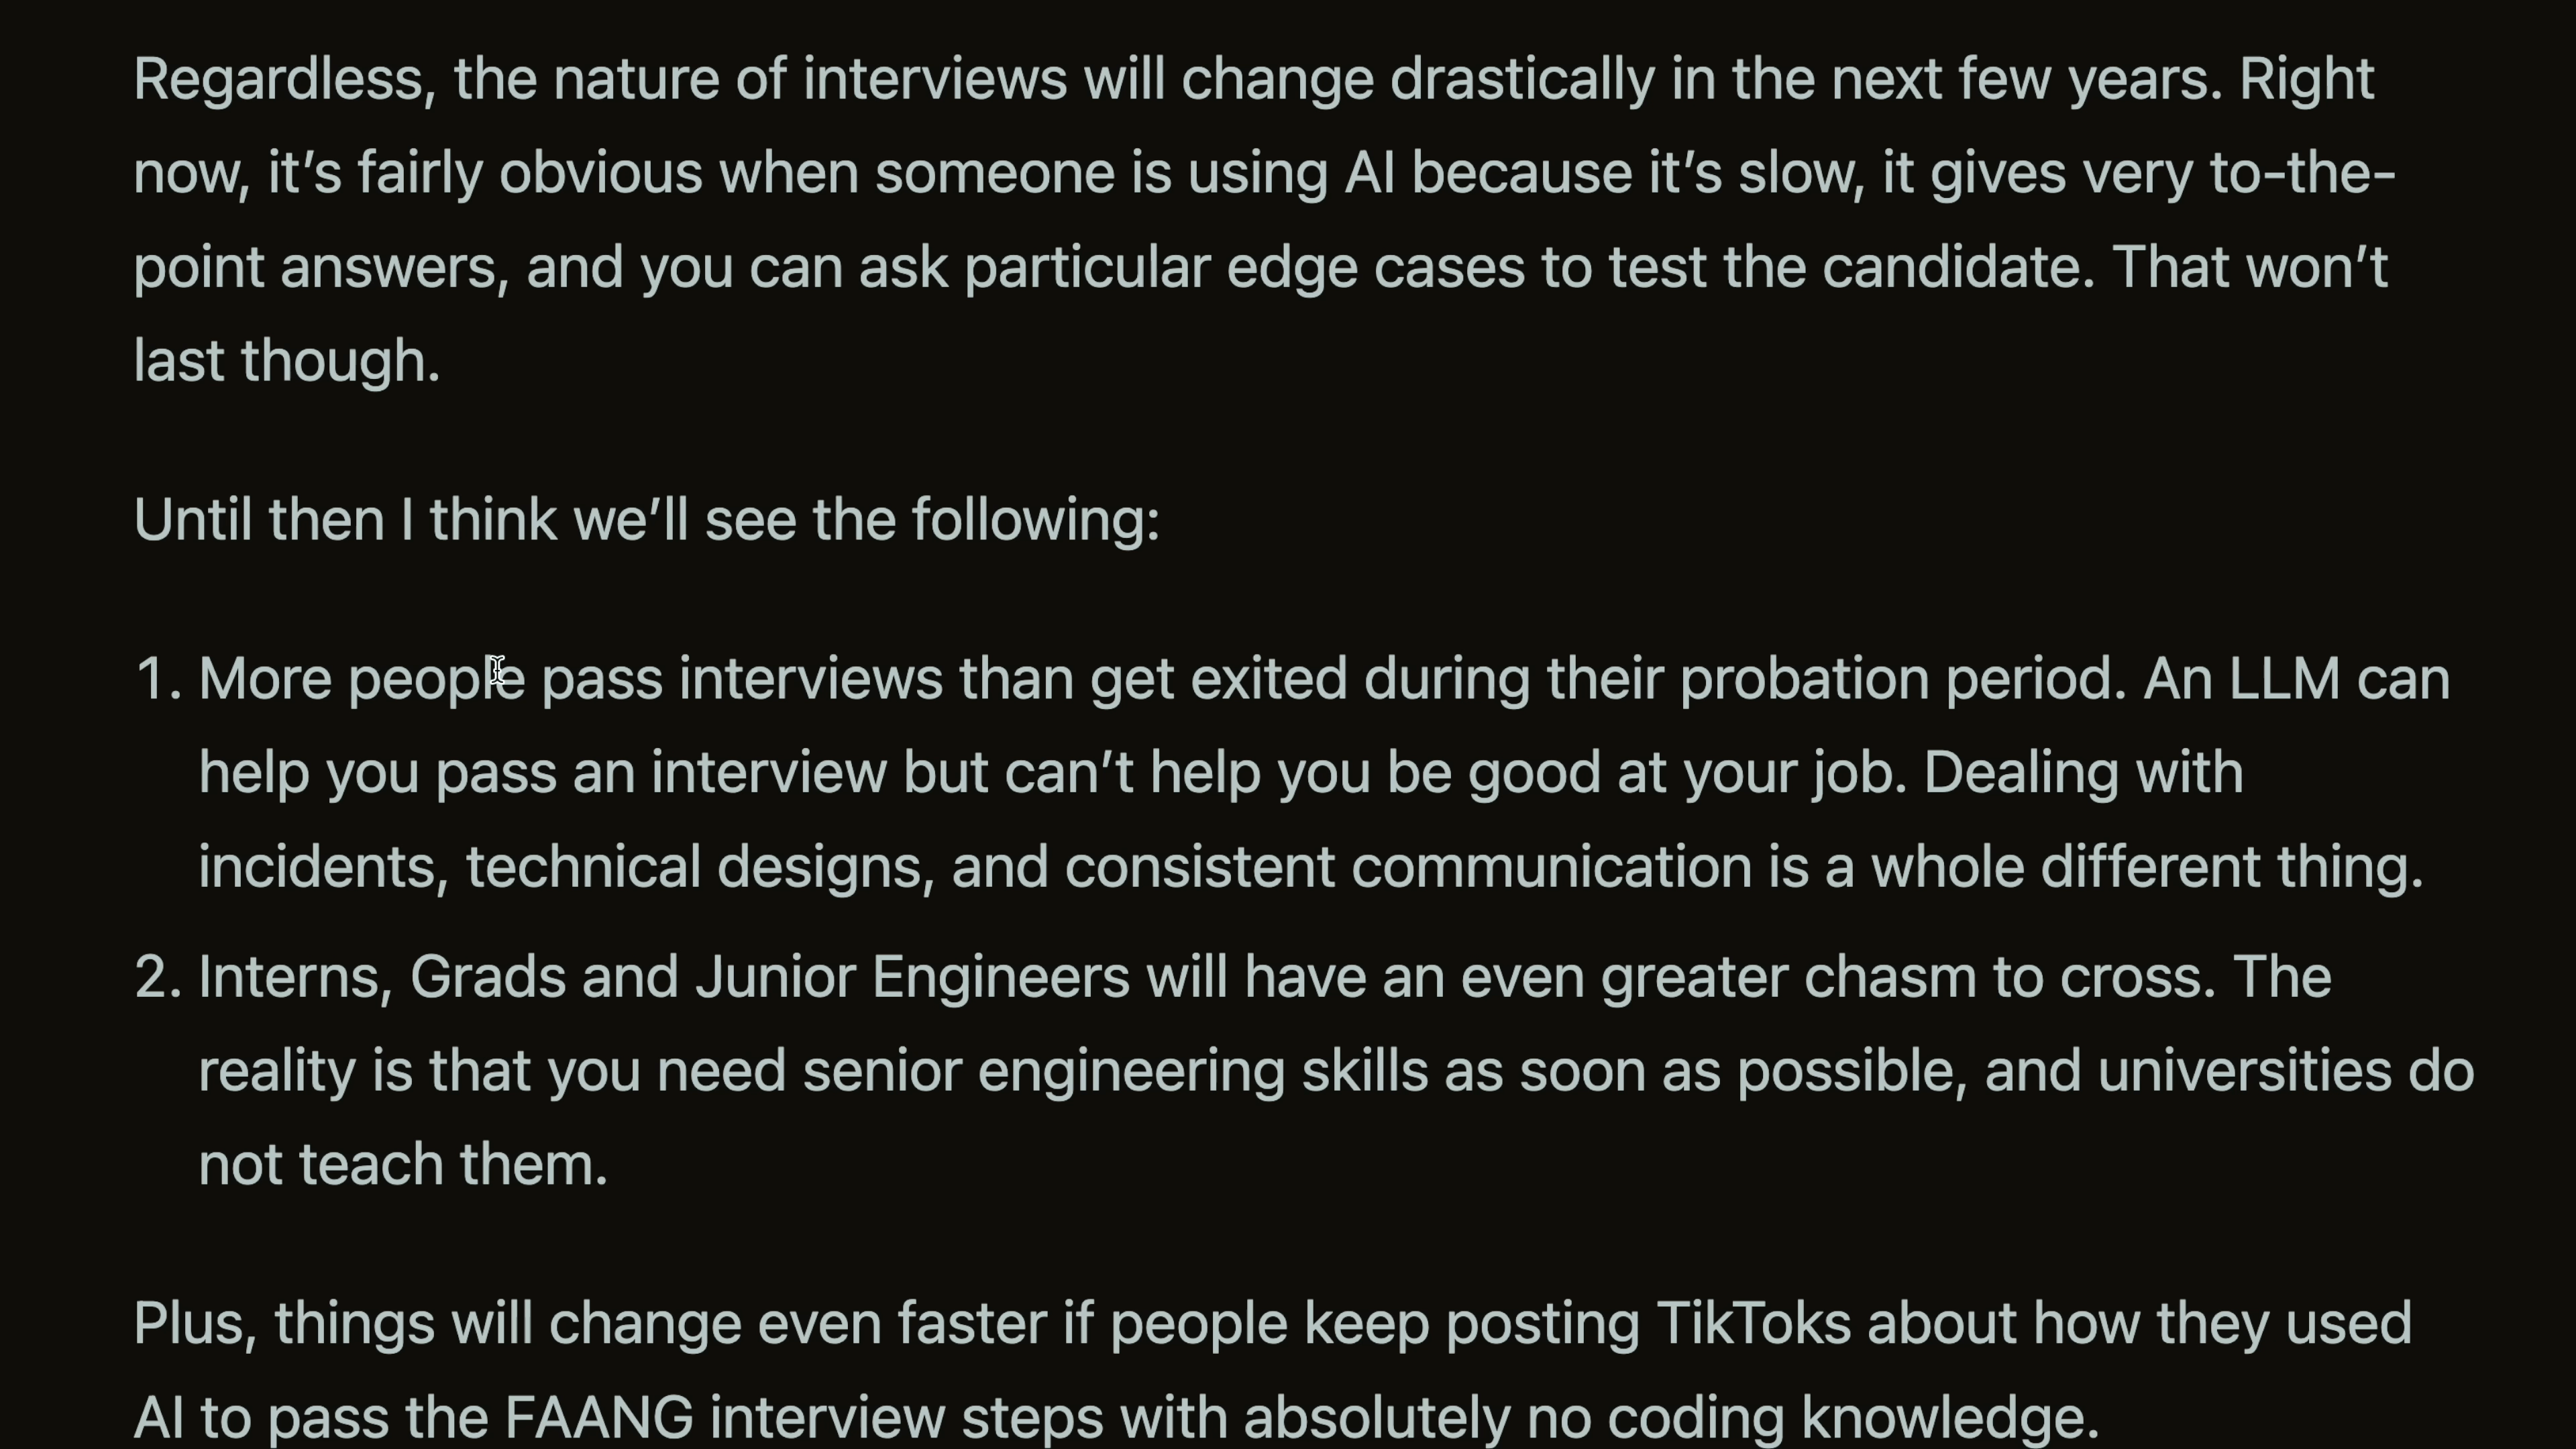 Regardless, the nature of interviews will change drastically in the next few years. Right
now, it’s fairly obvious when someone is using AI because it’s slow, it gives very to-the-
point answers, and you can ask particular edge cases to test the candidate. That won’t
last though.
Until then I think we’ll see the following:
1. More people pass interviews than get exited during their probation period. An LLM can
help you pass an interview but can’t help you be good at your job. Dealing with
incidents, technical designs, and consistent communication is a whole different thing.
2. Interns, Grads and Junior Engineers will have an even greater chasm to cross. The
reality is that you need senior engineering skills as soon as possible, and universities do
not teach them.
Plus, things will change even faster if people keep posting TikToks about how they used
AI to pass the FAANG interview steps with absolutely no coding knowledge.